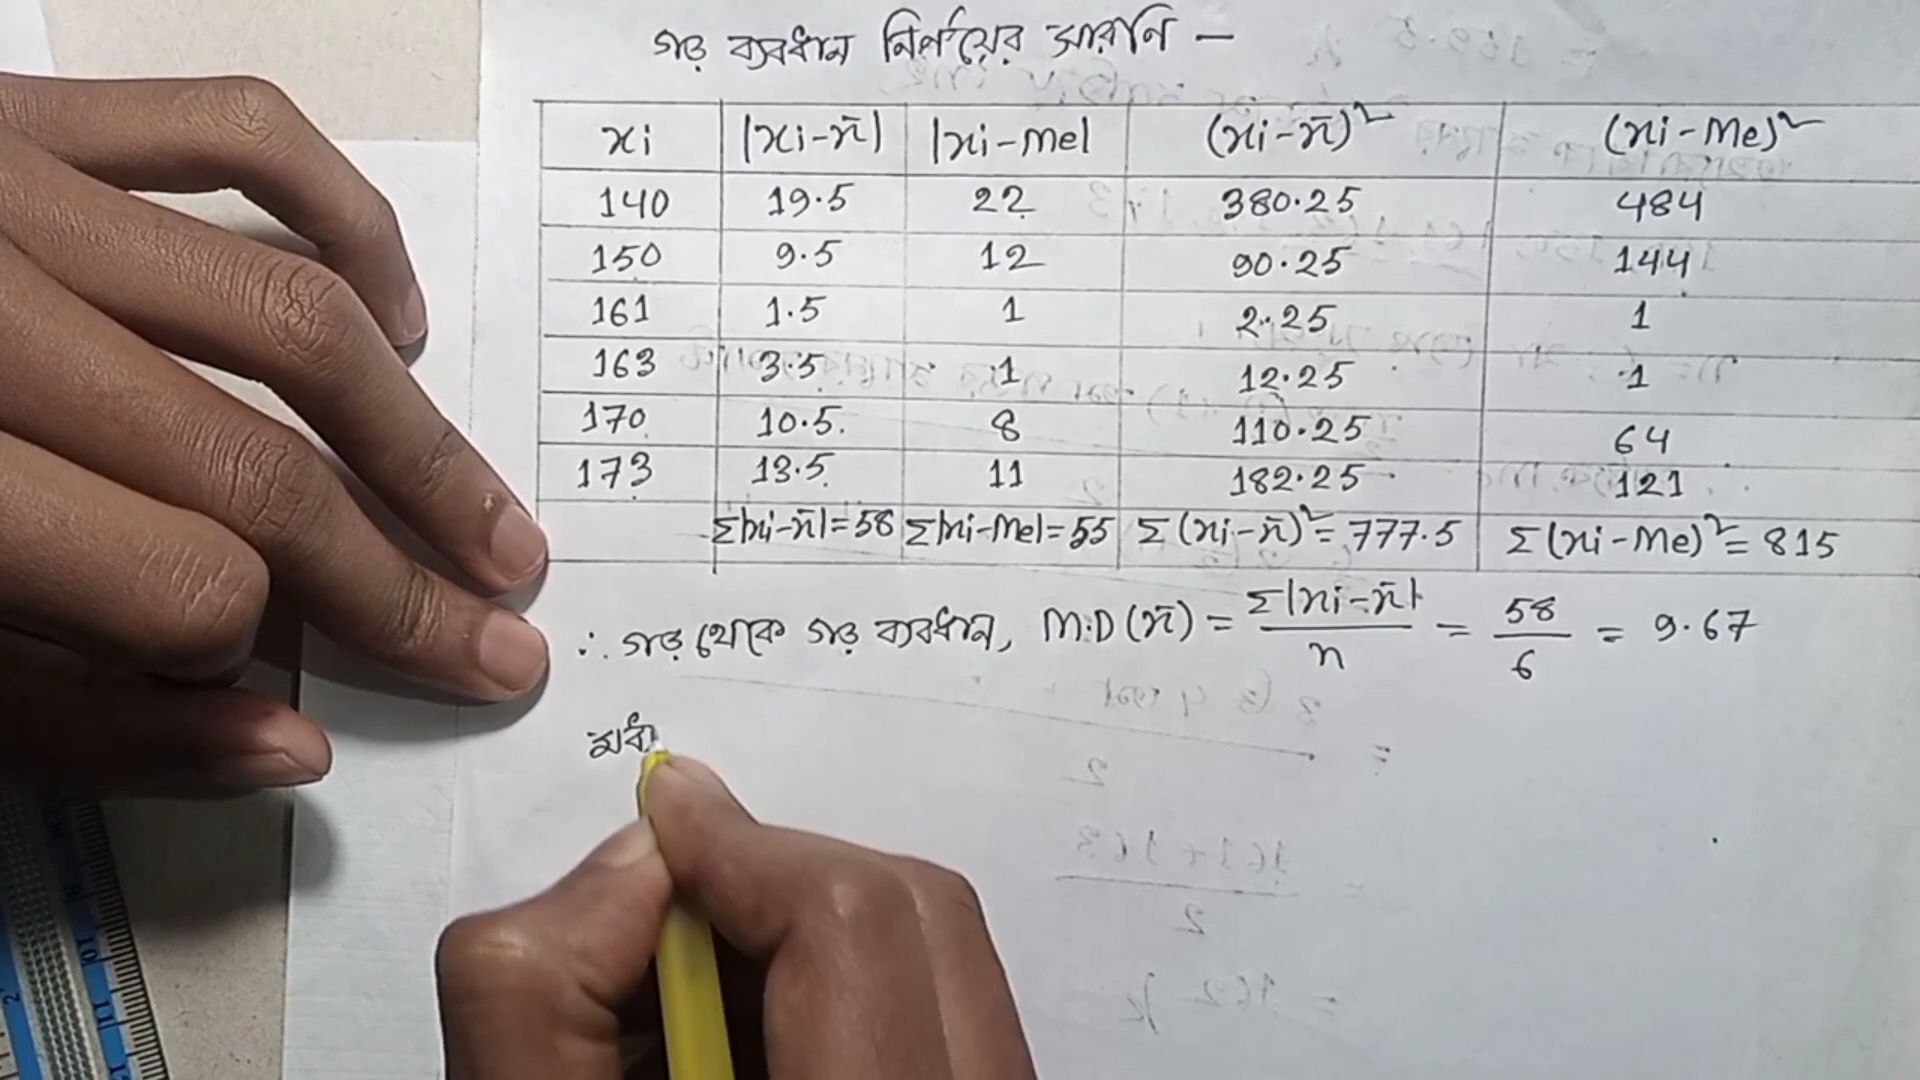 গড় ব্যবধান নির্ণয়ের সারণি –
xi |xi-x̄| |xi-Me| (xi-x̄)² (xi-Me)²
140 19.5 22 380.25 484
150 9.5 12 90.25 144
161 1.5 1 2.25 1
163 3.5 1 12.25 1
170 10.5 8 110.25 64
173 13.5 11 182.25 121
Σ|xi-x̄|=58 Σ|xi-Me|=55 Σ(xi-x̄)²=777.5 Σ(xi-Me)²=815
∴ গড় থেকে গড় ব্যবধান, M.D(x̄) = Σ|xi-x̄|/n = 58/6 = 9.67
মধ্য